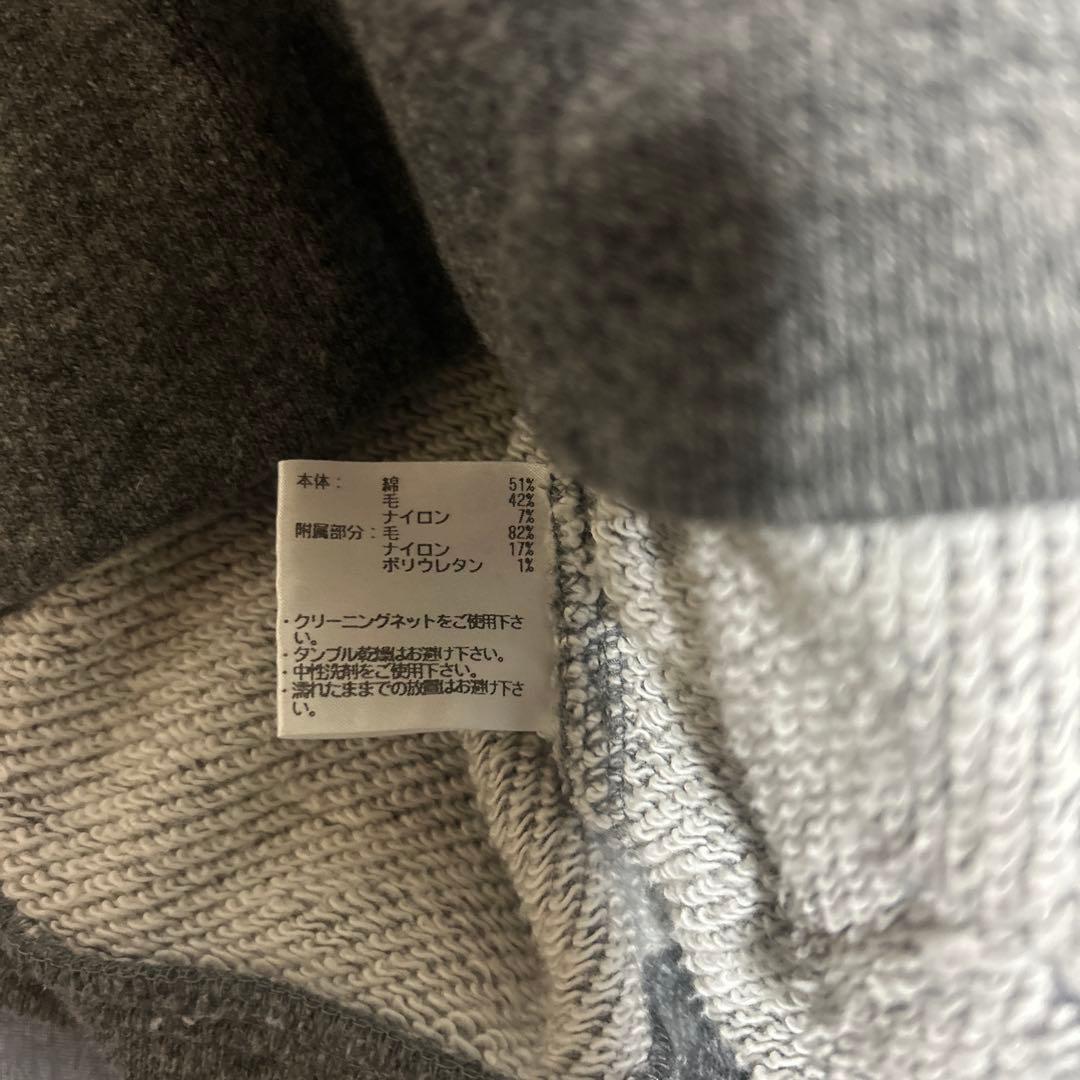 本体： 綿 51%
毛 42%
ナイロン 7%
附属部分：毛 82%
ナイロン 17%
ポリウレタン 1%
・クリーニングネットをご使用下さ
い。
・タンブル乾燥はお避け下さい。
・中性洗剤をご使用下さい。
・濡れたままでの放置はお避け下さ
い。